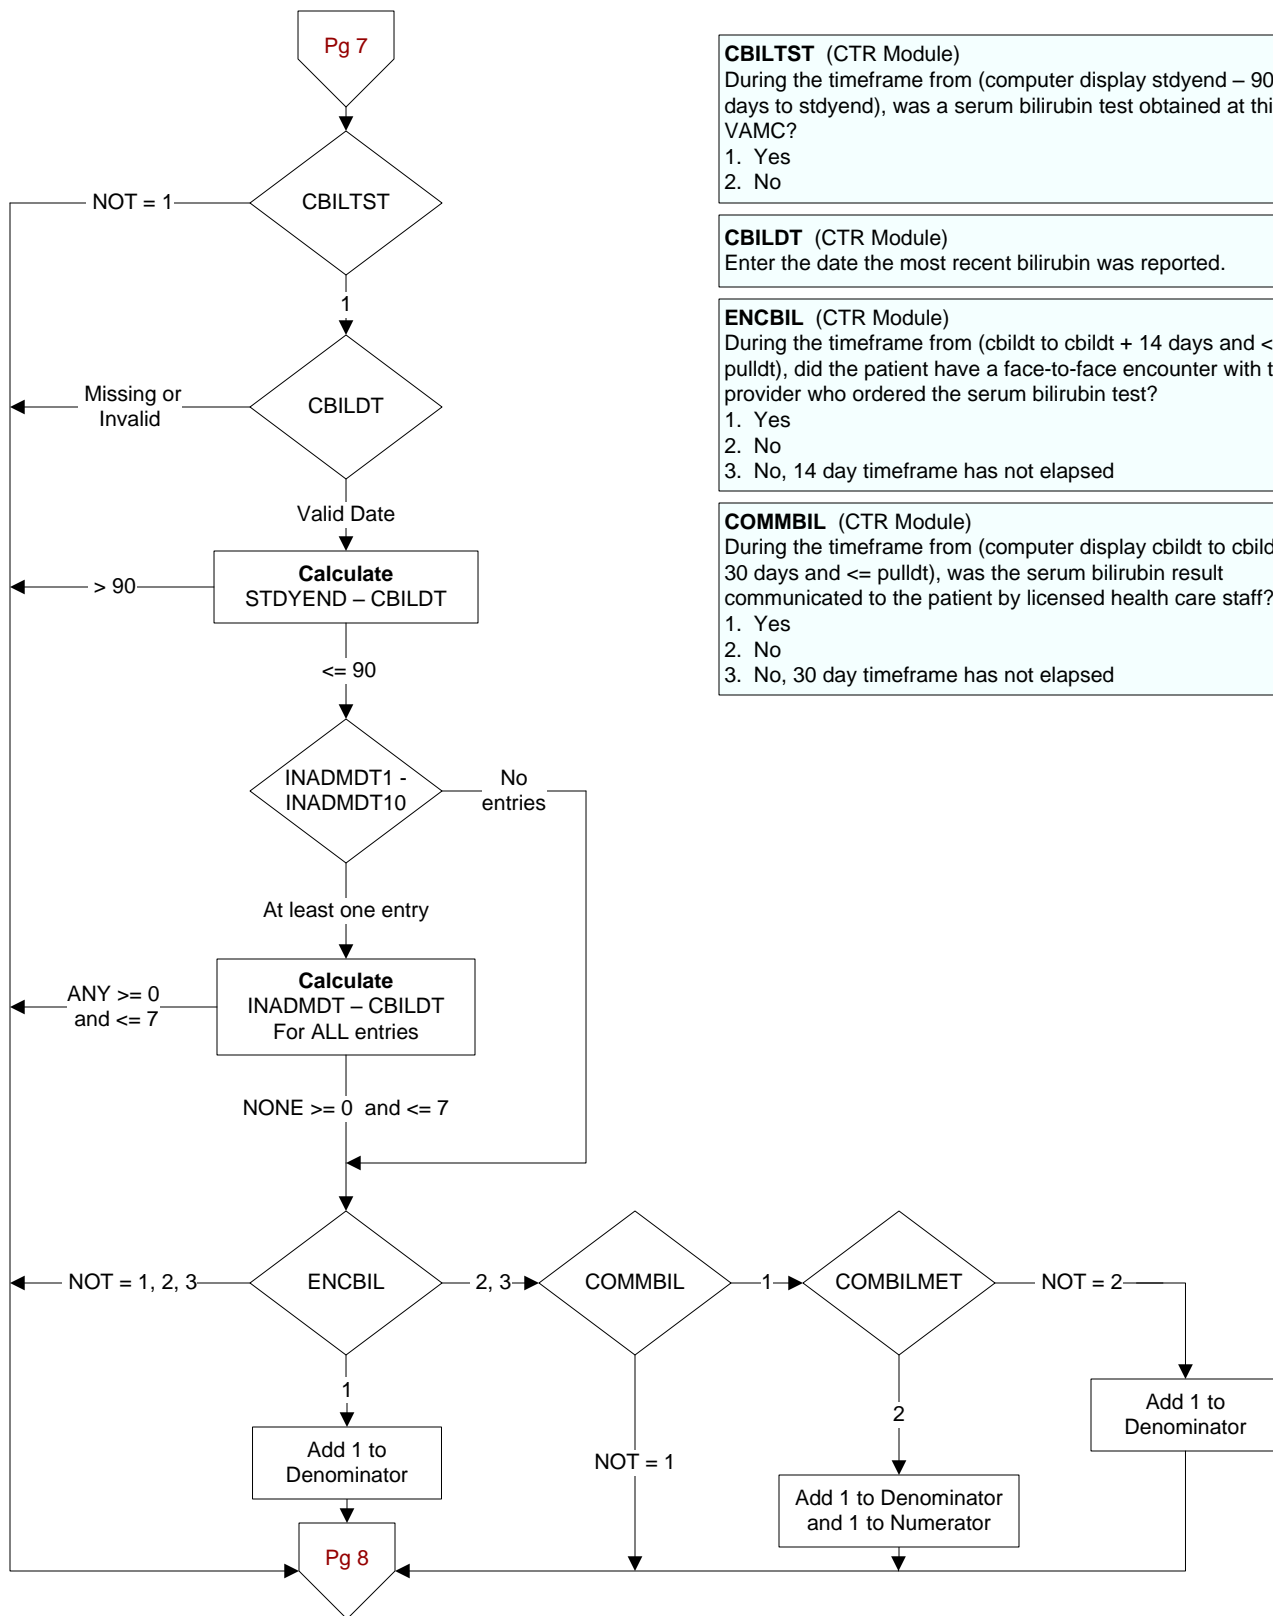 Pg 7
CBILTST (CTR Module)
During the timeframe from (computer display stdyend – 90
days to stdyend), was a serum bilirubin test obtained at thi
VAMC?
1. Yes
2. No
NOT = 1
CBILTST
1
CBILDT (CTR Module)
Enter the date the most recent bilirubin was reported.
Missing or
Invalid
CBILDT
ENCBIL (CTR Module)
During the timeframe from (cbildt to cbildt + 14 days and <
pulldt), did the patient have a face-to-face encounter with t
provider who ordered the serum bilirubin test?
1. Yes
2. No
3. No, 14 day timeframe has not elapsed
Valid Date
COMMBIL (CTR Module)
During the timeframe from (computer display cbildt to cbild
30 days and <= pulldt), was the serum bilirubin result
communicated to the patient by licensed health care staff?
1. Yes
2. No
3. No, 30 day timeframe has not elapsed
> 90
Calculate
STDYEND – CBILDT
<= 90
INADMDT1 -
INADMDT10
No
entries
At least one entry
ANY >= 0
and <= 7
Calculate
INADMDT – CBILDT
For ALL entries
NONE >= 0 and <= 7
NOT = 1, 2, 3
ENCBIL
2, 3
COMMBIL
1
COMBILMET
NOT = 2
1
2
NOT = 1
Add 1 to
Denominator
Add 1 to
Denominator
Add 1 to Denominator
and 1 to Numerator
Pg 8